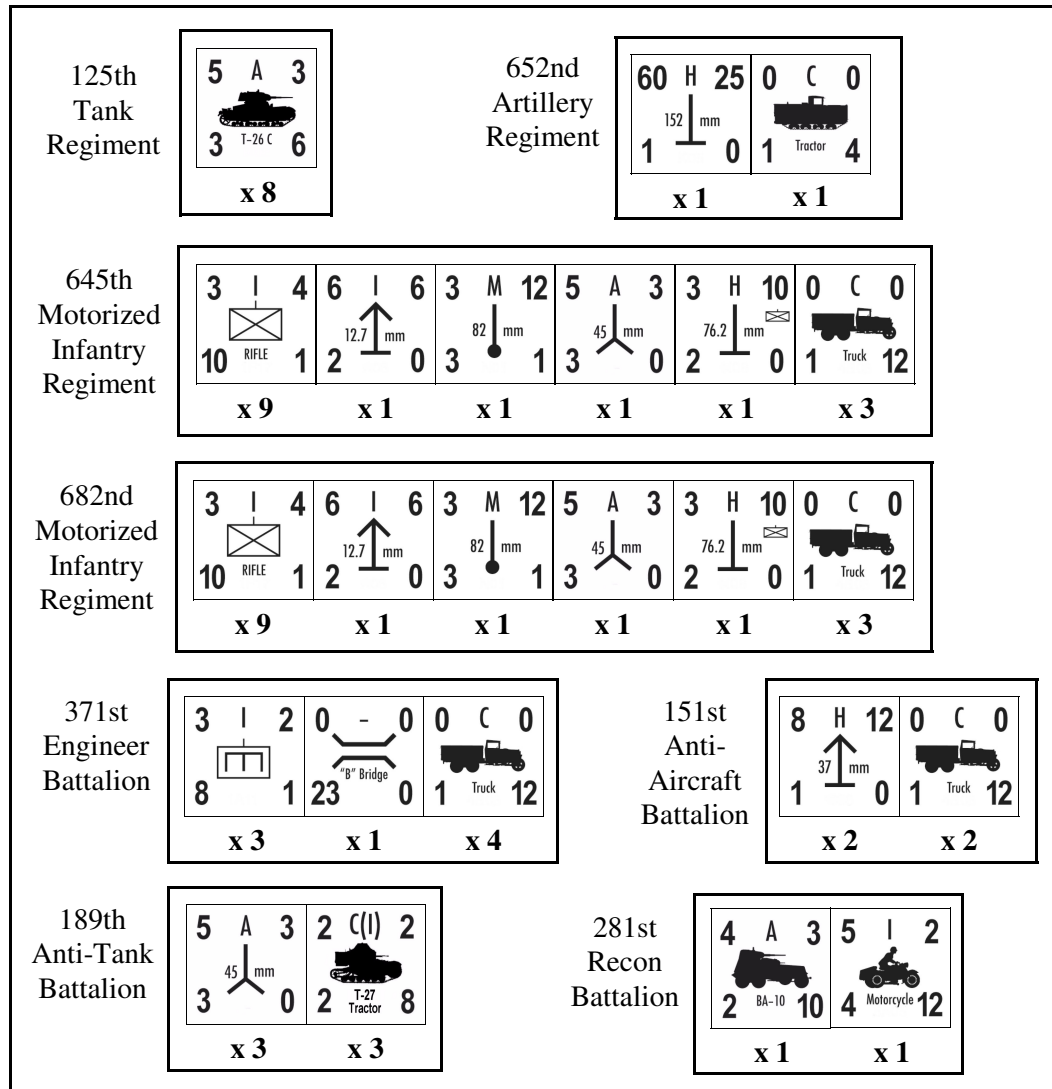 125th
Tank
Regiment
5 A 3
T-26 C
3 6
x 8
652nd
Artillery
Regiment
60 H 25
152 mm
1 0
x 1
0 C 0
Tractor
1 4
x 1
645th
Motorized
Infantry
Regiment
3 I 4
RIFLE
10 1
x 9
6 I 6
12.7 mm
2 0
x 1
3 M 12
82 mm
3 1
x 1
5 A 3
45 mm
3 0
x 1
3 H 10
76.2 mm
2 0
x 1
0 C 0
Truck
1 12
x 3
682nd
Motorized
Infantry
Regiment
3 I 4
RIFLE
10 1
x 9
6 I 6
12.7 mm
2 0
x 1
3 M 12
82 mm
3 1
x 1
5 A 3
45 mm
3 0
x 1
3 H 10
76.2 mm
2 0
x 1
0 C 0
Truck
1 12
x 3
371st
Engineer
Battalion
3 I 2
8 1
x 3
0 - 0
"B" Bridge
23 0
x 1
0 C 0
Truck
1 12
x 4
151st
Anti-
Aircraft
Battalion
8 H 12
37 mm
1 0
x 2
0 C 0
Truck
1 12
x 2
189th
Anti-Tank
Battalion
5 A 3
45 mm
3 0
x 3
2 C(I) 2
T-27
Tractor
2 8
x 3
281st
Recon
Battalion
4 A 3
BA-10
2 10
x 1
5 I 2
Motorcycle
4 12
x 1